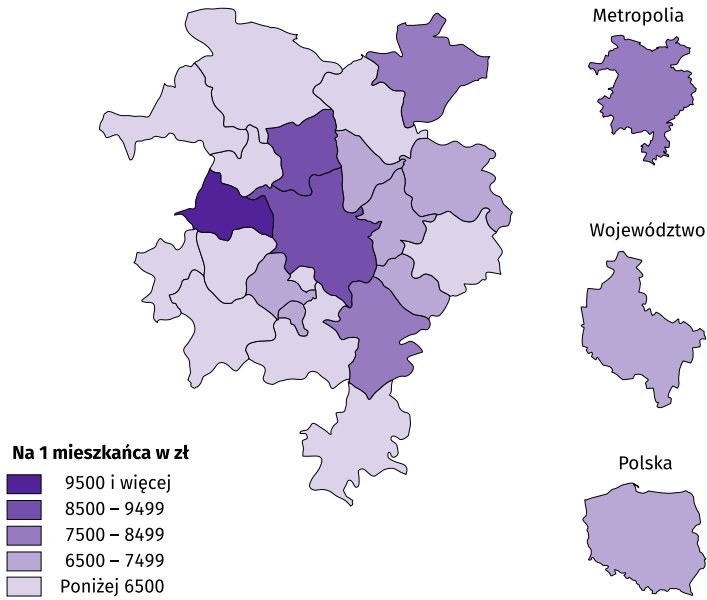 Metropolia
Województwo
Polska
Na 1 mieszkańca w zł
9500 i więcej
8500 – 9499
7500 – 8499
6500 – 7499
Poniżej 6500